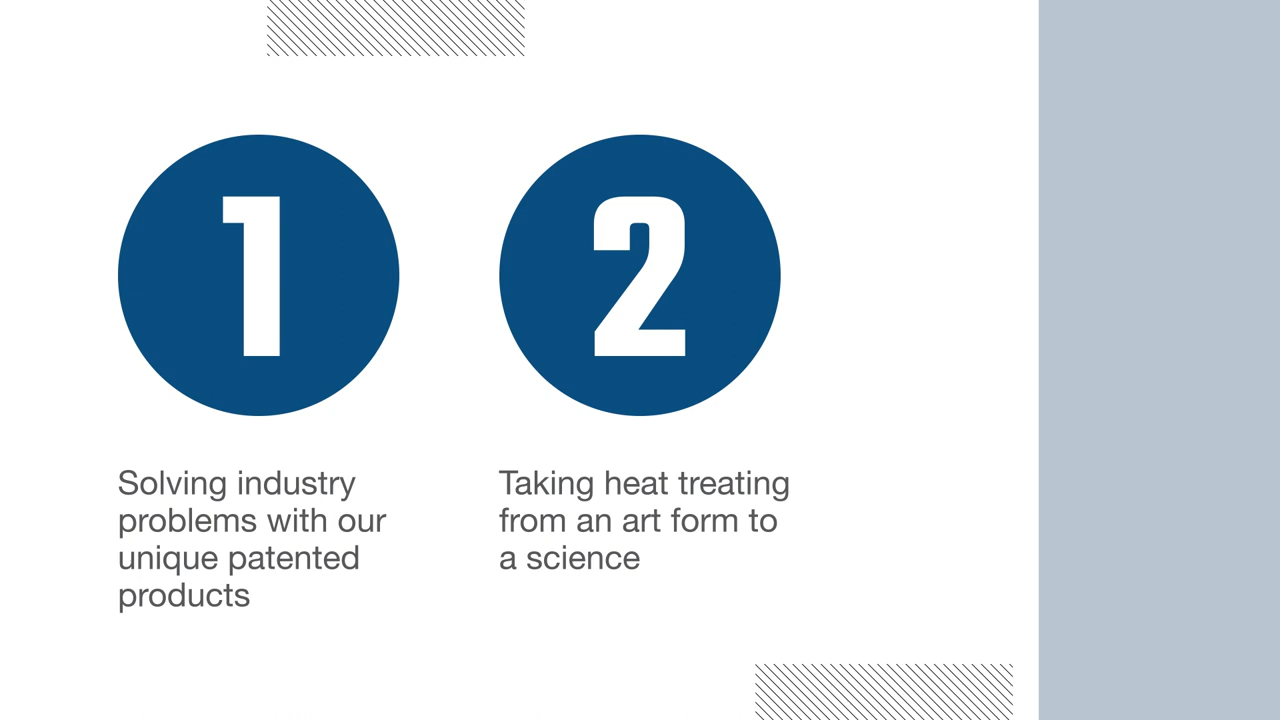 1
Solving industry
problems with our
unique patented
products
2
Taking heat treating
from an art form to
a science